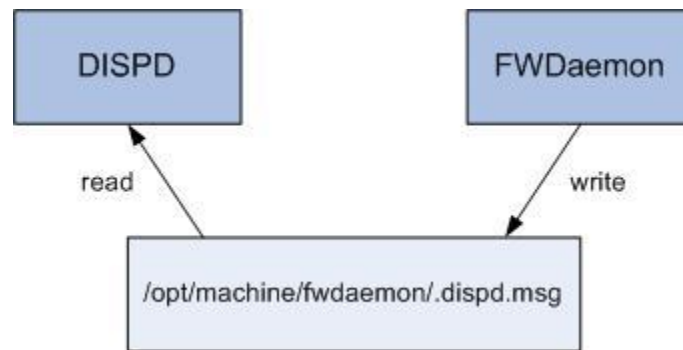 DISPD
FWDaemon
read
write
/opt/machine/fwdaemon/.dispd.msg